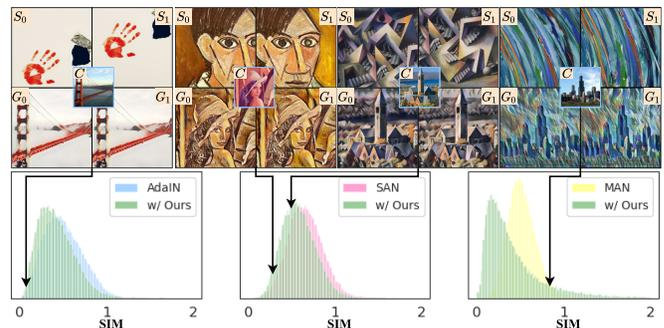 S0 S1 S0 S1 S0 S1 S0 S1
C C C C
G0 G1 G0 G1 G0 G1 G0 G1
AdaIN
w/ Ours
SAN
w/ Ours
MAN
w/ Ours
0 1 2 0 1 2 0 1 2
SIM SIM SIM